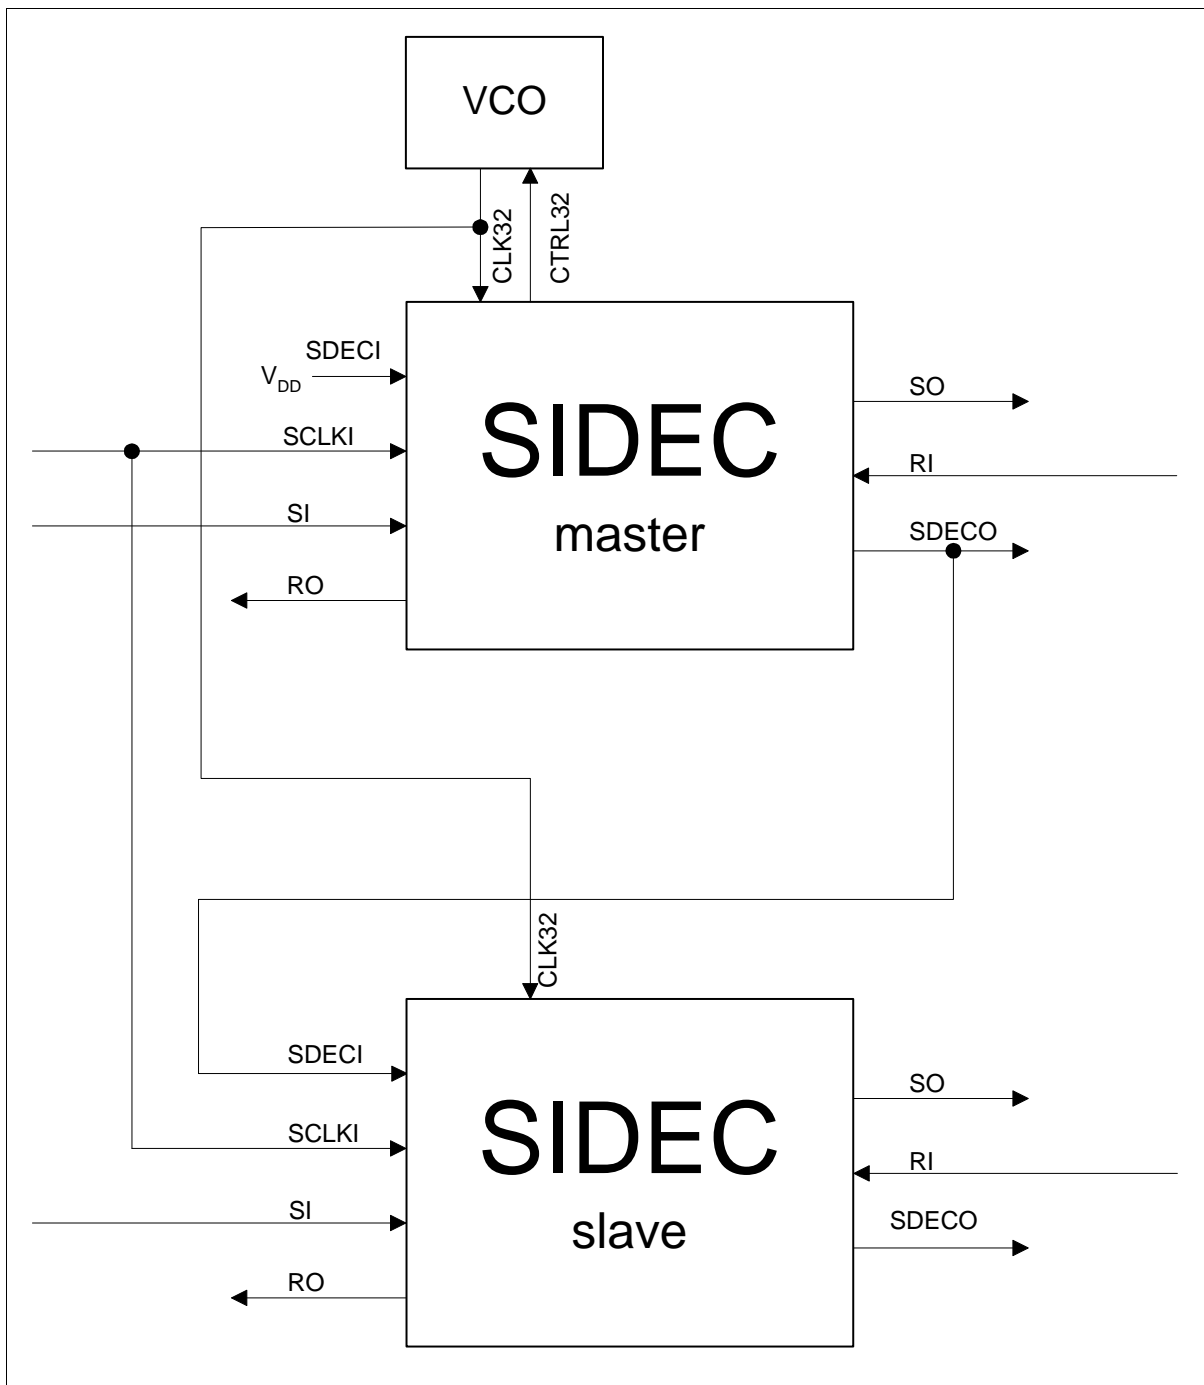 VCO
CLK32
CTRL32
SDECI
V_DD
SCLKI
SI
RO
SIDEC
master
SO
RI
SDECO
CLK32
SDECI
SCLKI
SI
RO
SIDEC
slave
SO
RI
SDECO